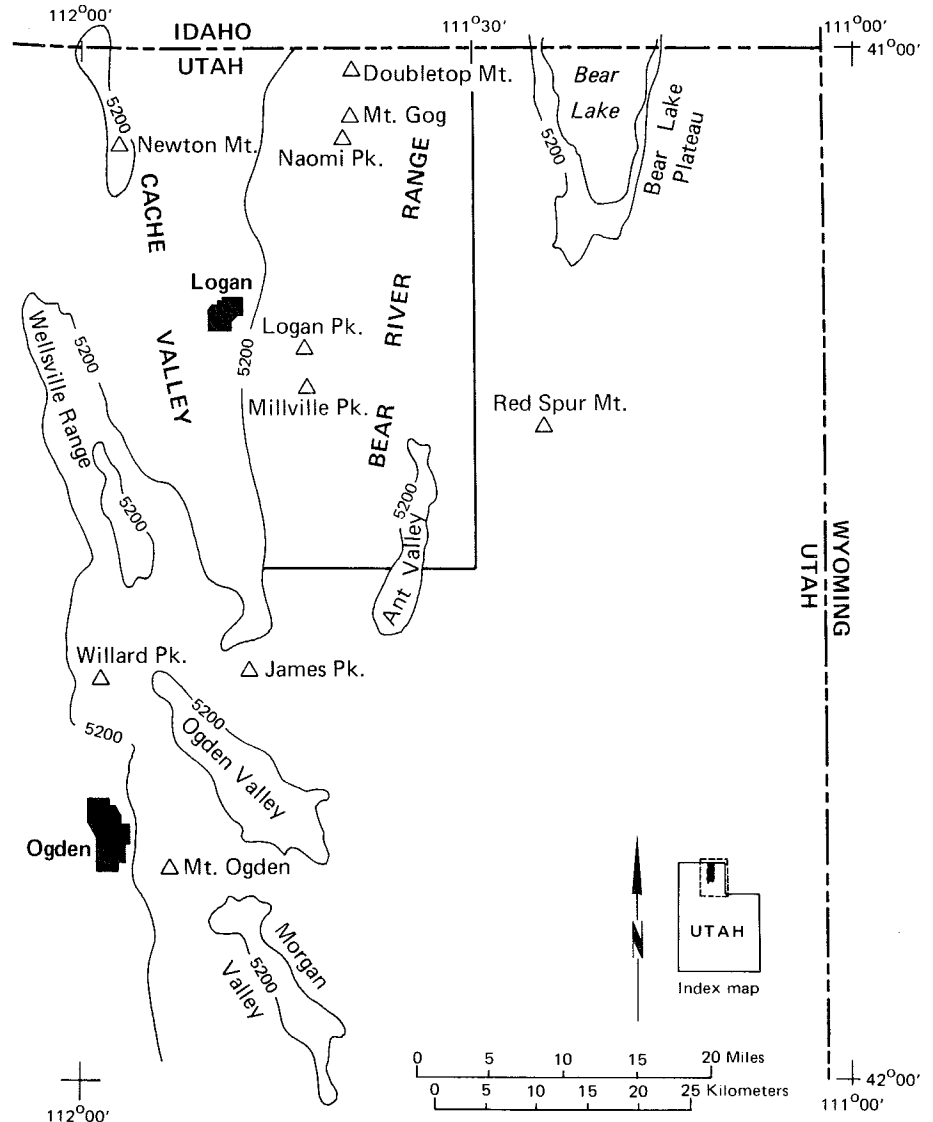 112°00'
IDAHO
UTAH
111°30'
111°00'
41°00'
Doubletop Mt.
Mt. Gog
Naomi Pk.
5200
Newton Mt.
Bear
Lake
5200
Bear Lake
Plateau
CACHE
VALLEY
BEAR RIVER RANGE
Logan
Logan Pk.
5200
Millville Pk.
Red Spur Mt.
Wellsville Range
5200
5200
5200
Ant Valley
UTAH
WYOMING
Willard Pk.
James Pk.
5200
5200
Ogden Valley
Ogden
Mt. Ogden
Morgan
Valley
5200
N
UTAH
Index map
0 5 10 15 20 Miles
0 5 10 15 20 25 Kilometers
112°00'
42°00'
111°00'